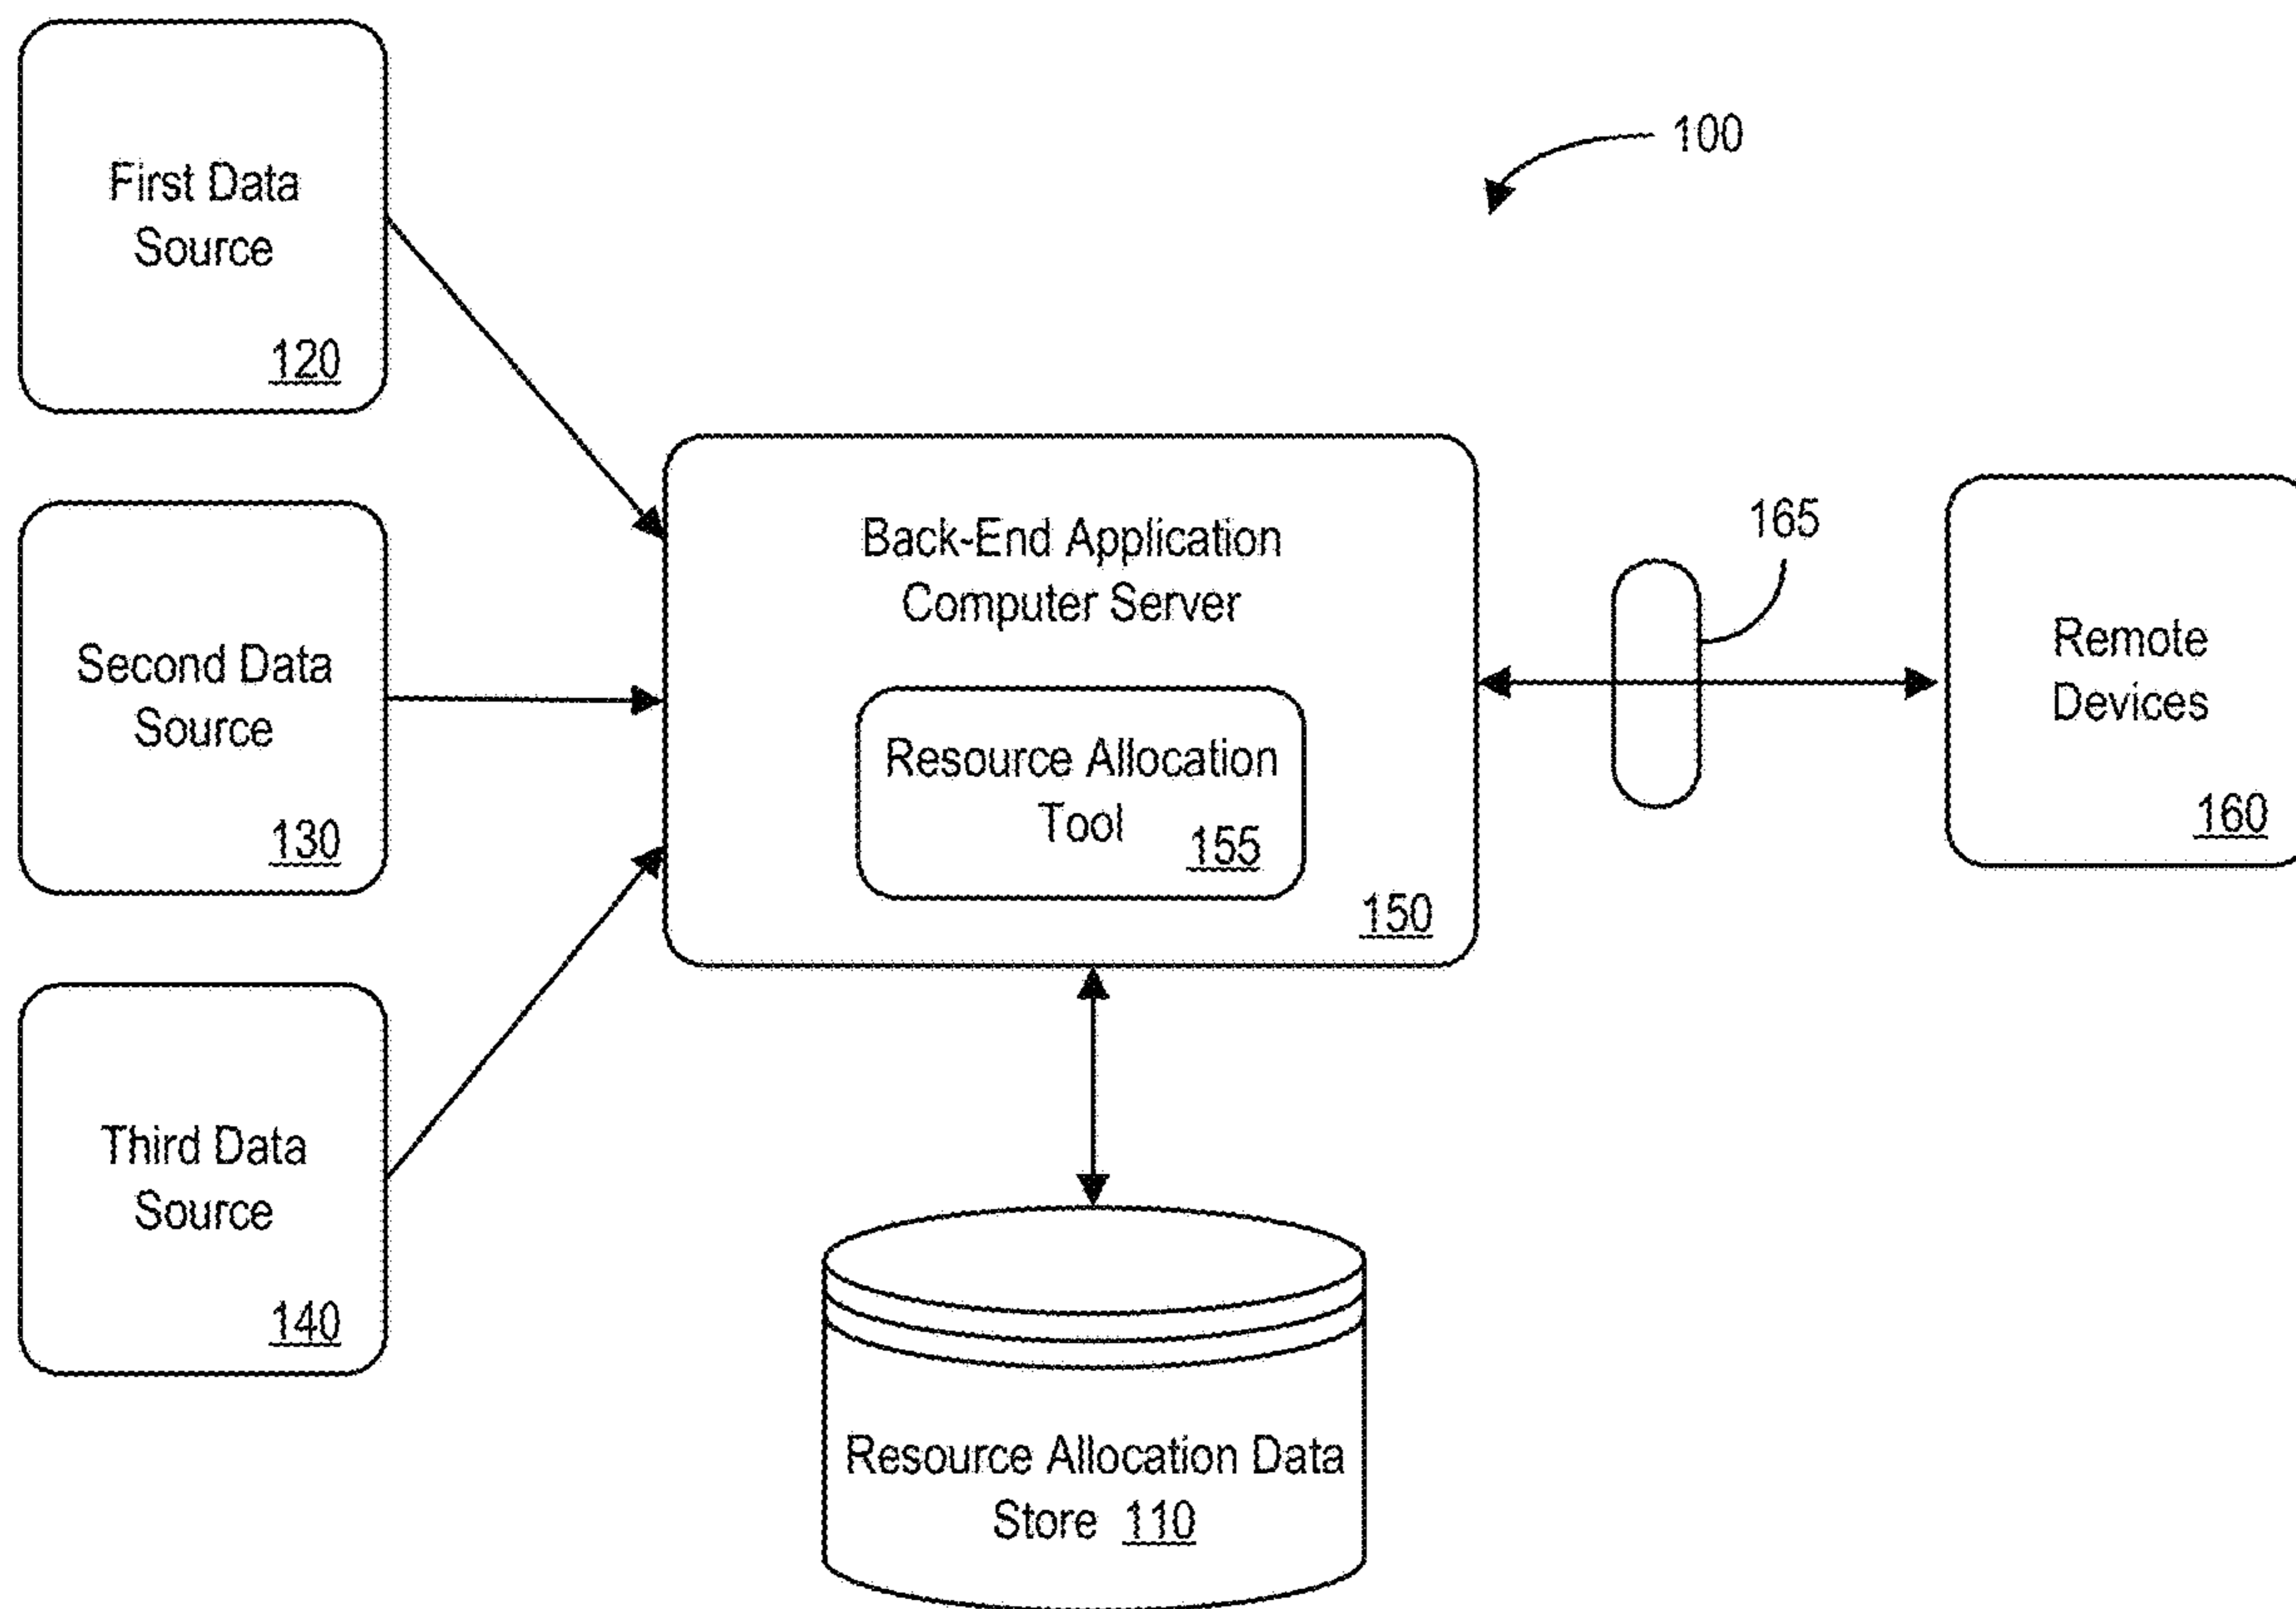 First Data
Source
120
100
Second Data
Source
130
Back-End Application
Computer Server
Resource Allocation
Tool
155
150
165
Remote
Devices
160
Third Data
Source
140
Resource Allocation Data
Store 110